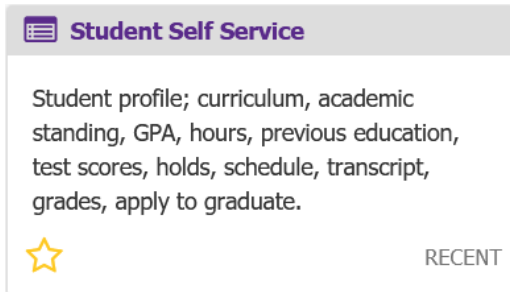 Student Self Service
Student profile; curriculum, academic
standing, GPA, hours, previous education,
test scores, holds, schedule, transcript,
grades, apply to graduate.
RECENT